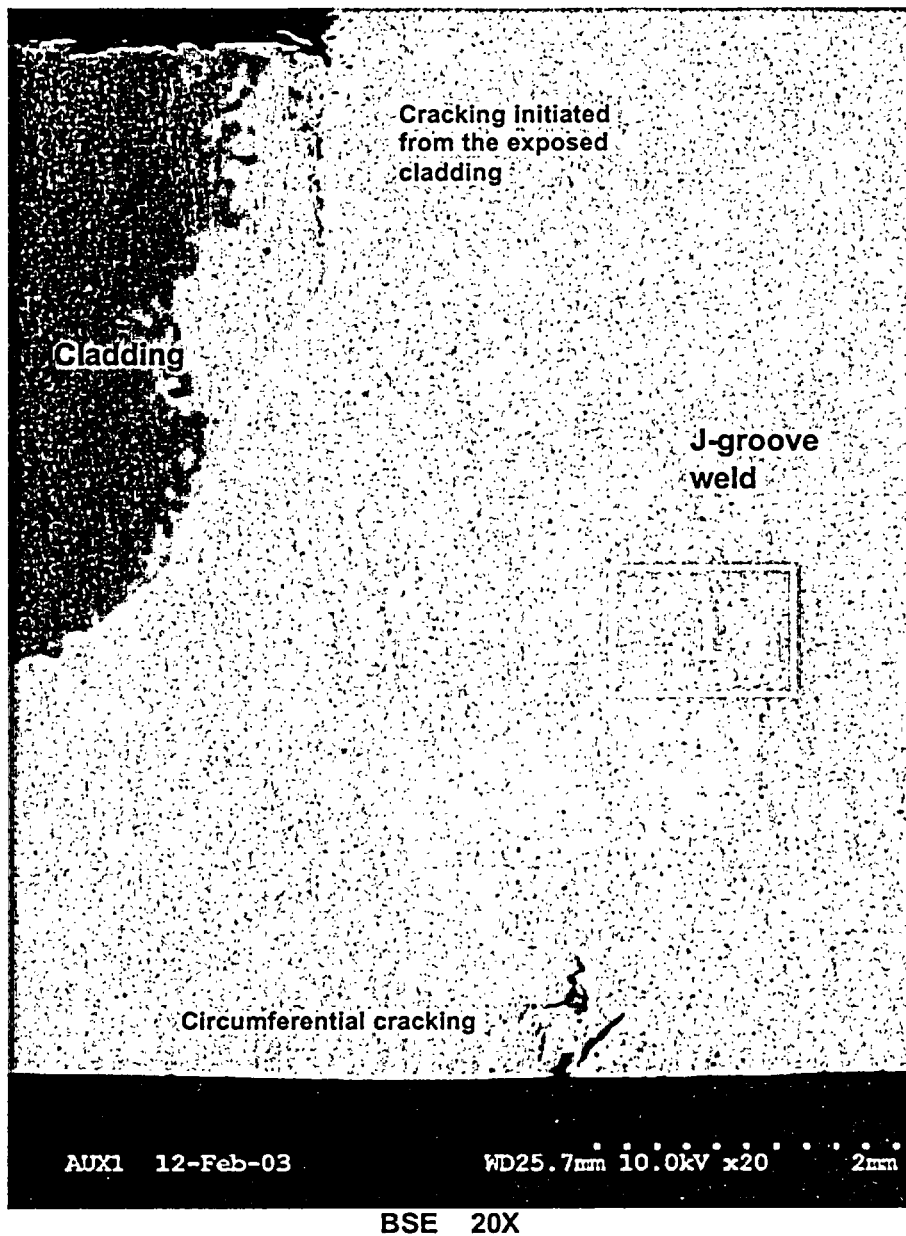 Cracking initiated
from the exposed
cladding
Cladding
J-groove
weld
Circumferential cracking
AUX1 12-Feb-03 WD25.7mm 10.0kV x20 2mm
BSE 20X